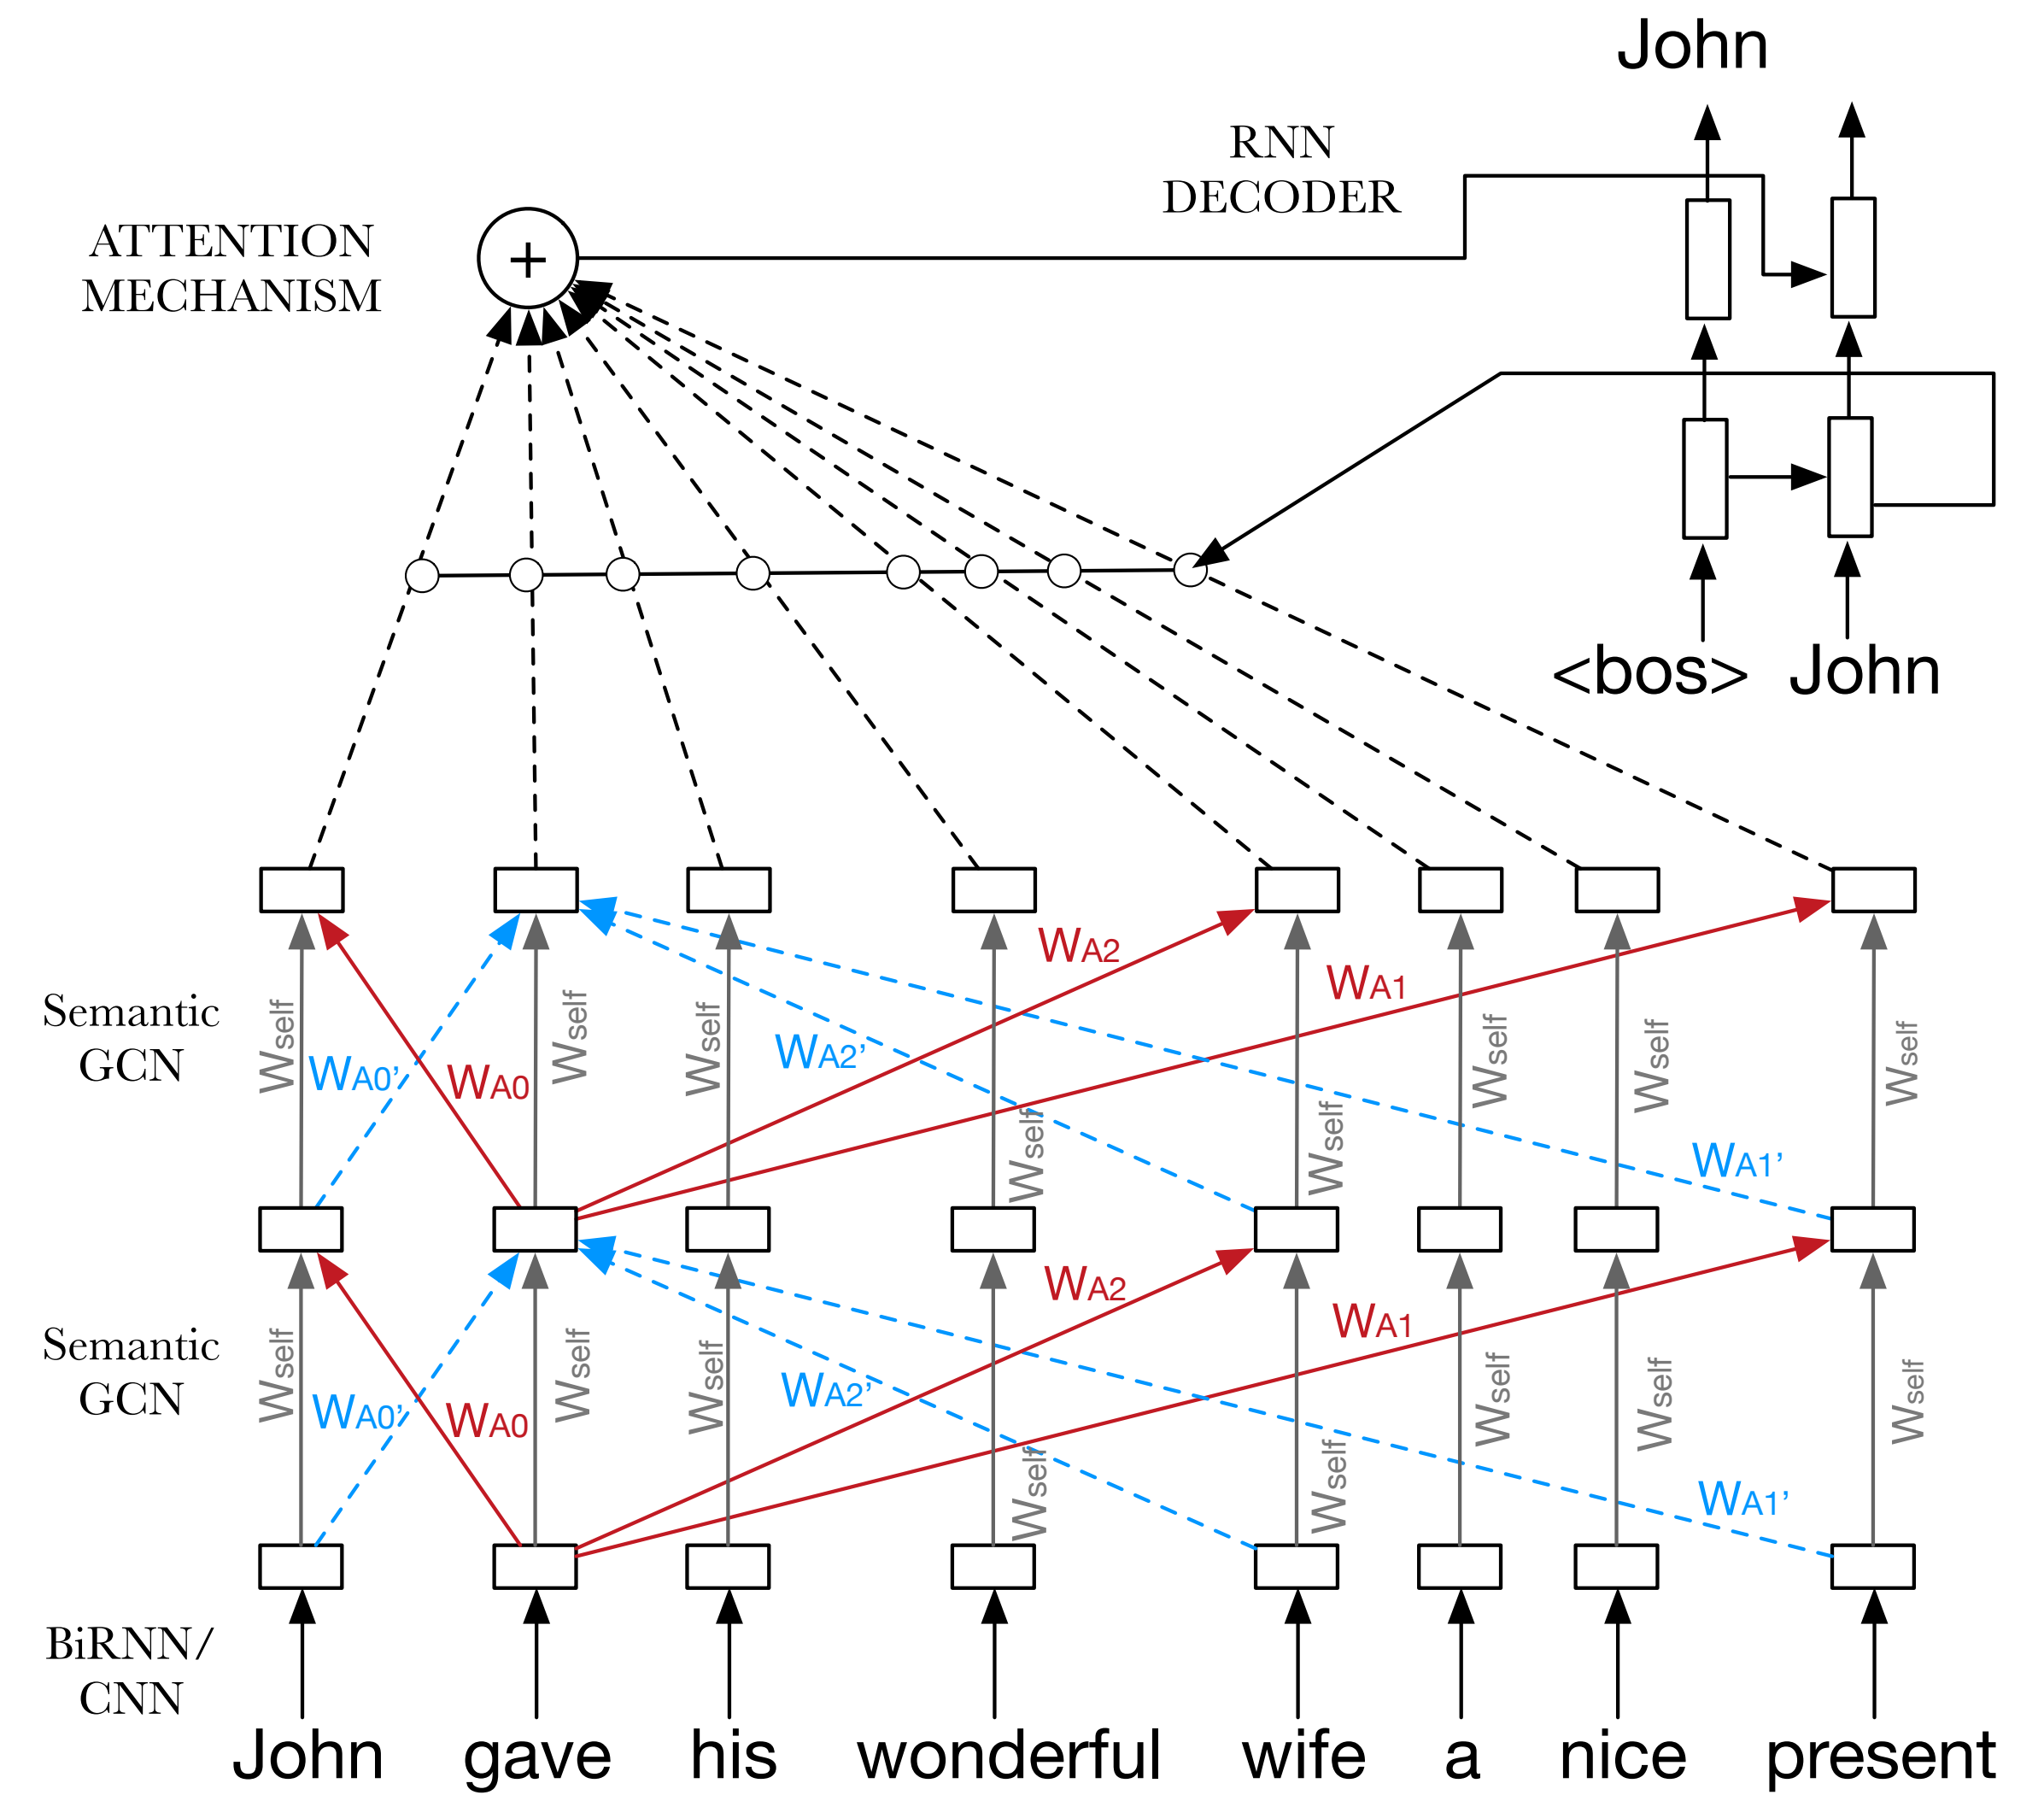 John
RNN
DECODER
ATTENTION
MECHANISM
+
<bos> John
Semantic
GCN
Wself WA0' WA0 Wself Wself WA2' WA2 Wself Wself WA1 Wself Wself WA1' Wself
Semantic
GCN
Wself WA0' WA0 Wself Wself WA2' WA2 Wself Wself WA1 Wself Wself WA1' Wself
BiRNN/
CNN
John gave his wonderful wife a nice present